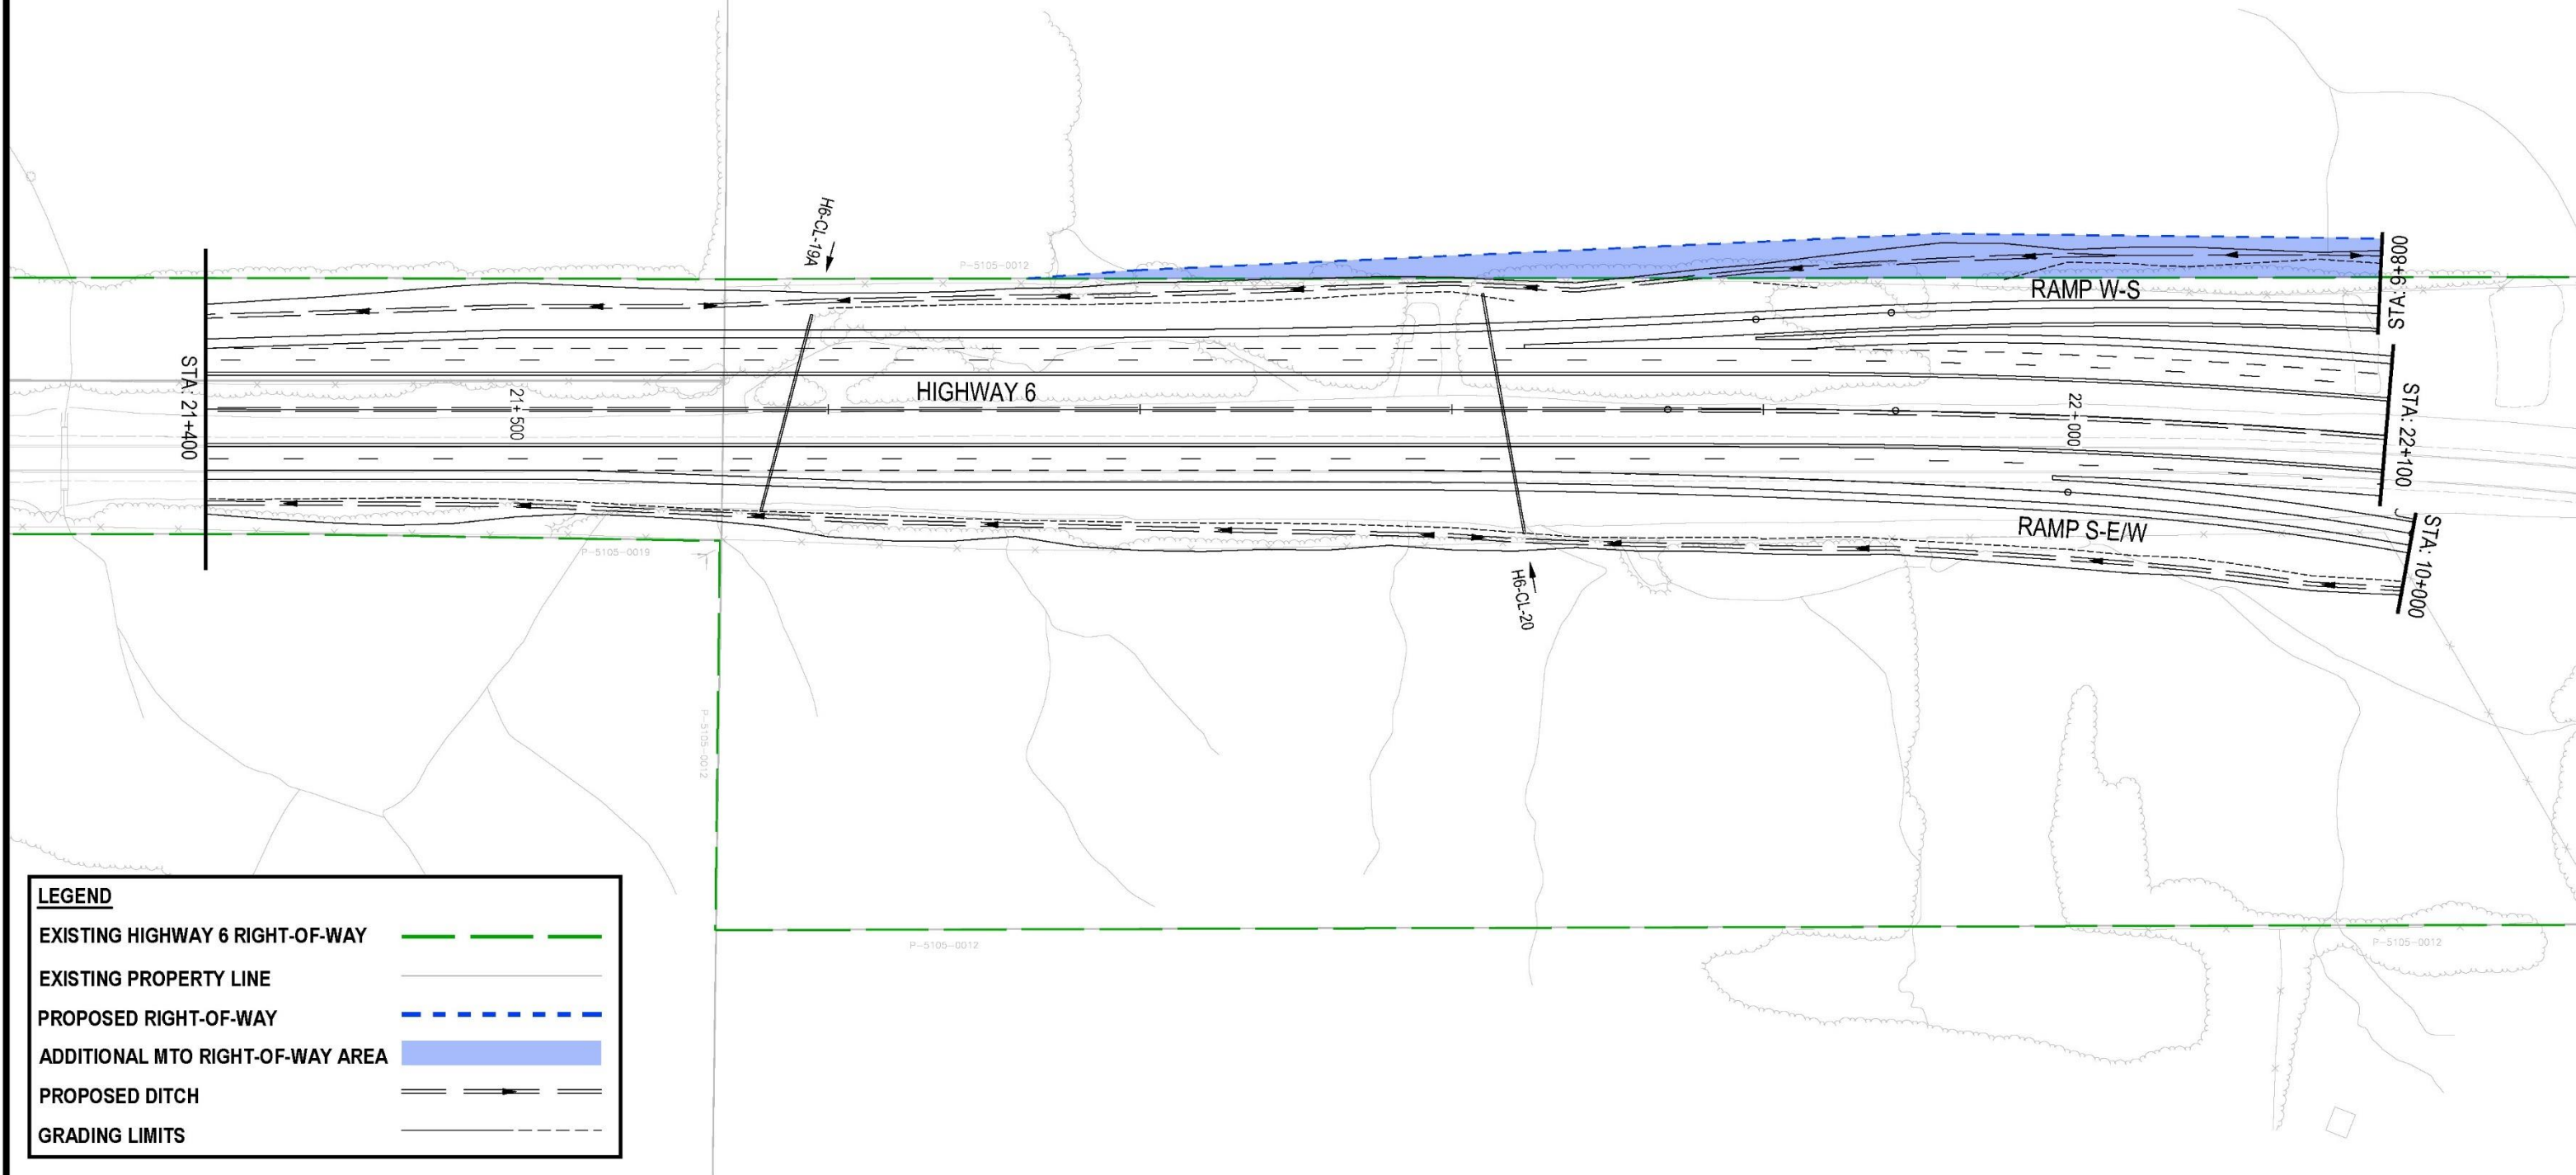 H6-CL-19A
P-5105-0012
STA: 9+800
RAMP W-S
STA: 21+400
21+500
HIGHWAY 6
22+000
STA: 22+100
RAMP S-E/W
STA: 10+000
P-5105-0019
H6-CL-20
P-5105-0012
P-5105-0012
P-5105-0012
LEGEND
EXISTING HIGHWAY 6 RIGHT-OF-WAY
EXISTING PROPERTY LINE
PROPOSED RIGHT-OF-WAY
ADDITIONAL MTO RIGHT-OF-WAY AREA
PROPOSED DITCH
GRADING LIMITS